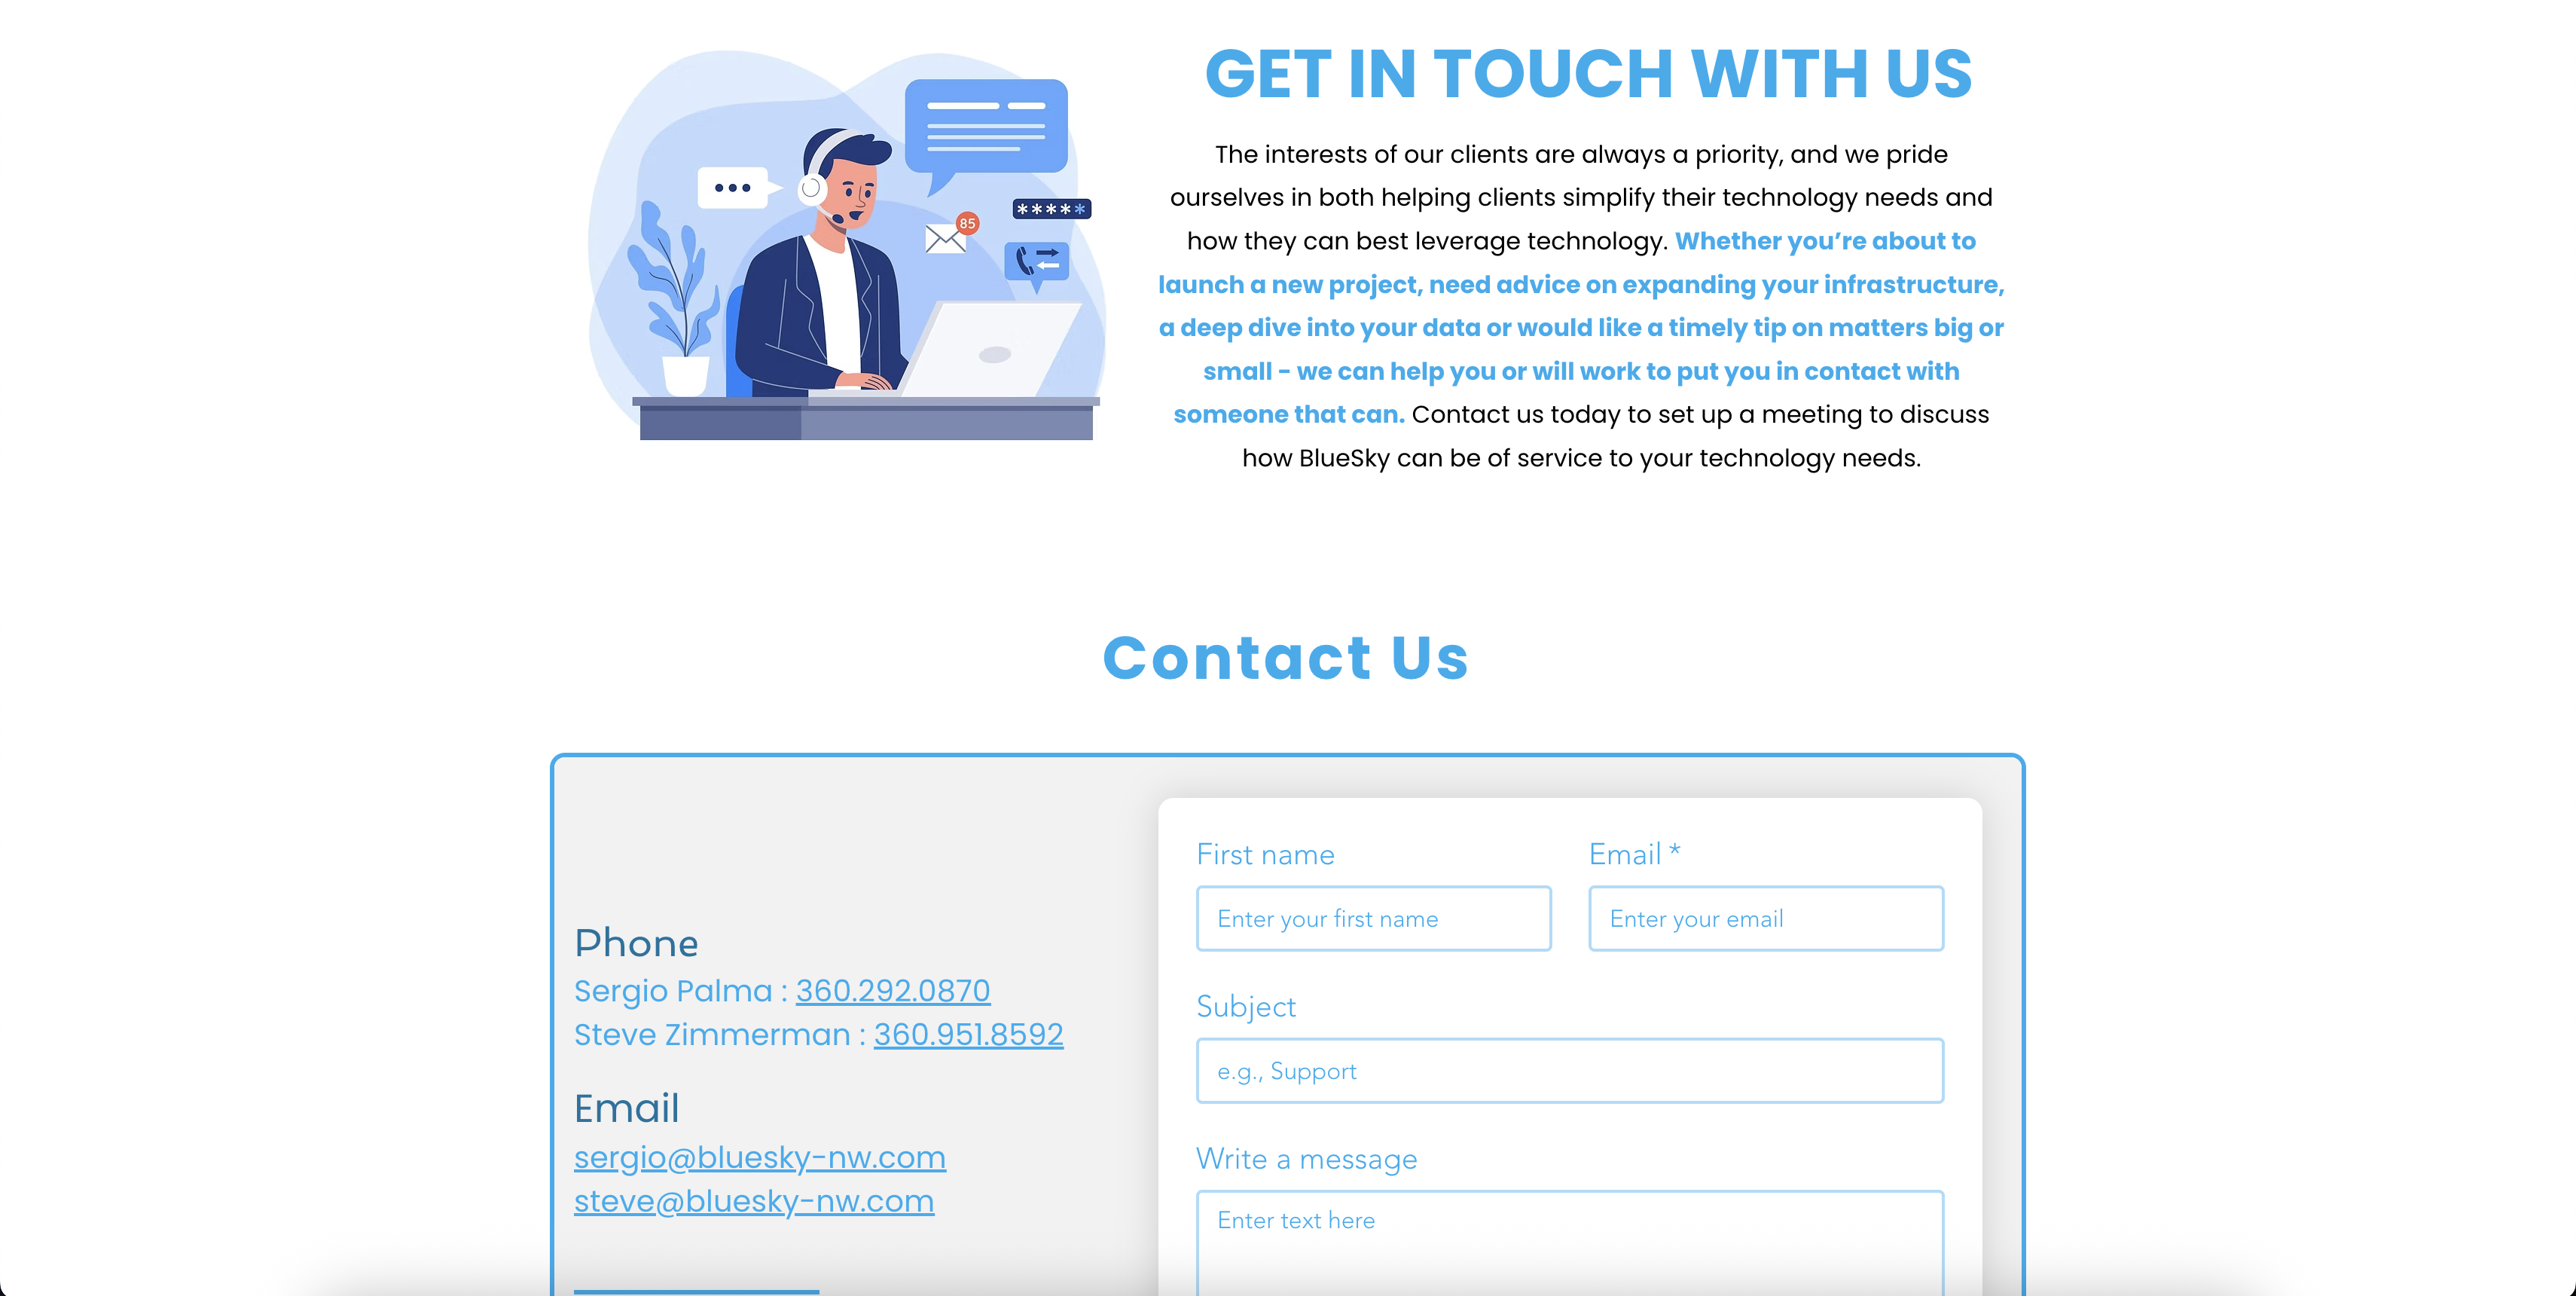 GET IN TOUCH WITH US
The interests of our clients are always a priority, and we pride
ourselves in both helping clients simplify their technology needs and
how they can best leverage technology. Whether you’re about to
launch a new project, need advice on expanding your infrastructure,
a deep dive into your data or would like a timely tip on matters big or
small - we can help you or will work to put you in contact with
someone that can. Contact us today to set up a meeting to discuss
how BlueSky can be of service to your technology needs.
*****
85
Contact Us
Phone
Sergio Palma : 360.292.0870
Steve Zimmerman : 360.951.8592
Email
sergio@bluesky-nw.com
steve@bluesky-nw.com
First name
Enter your first name
Email *
Enter your email
Subject
e.g., Support
Write a message
Enter text here